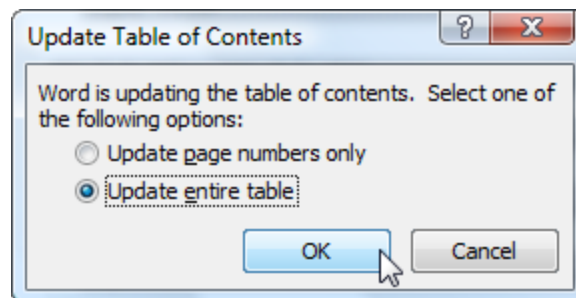 Update Table of Contents
Word is updating the table of contents. Select one of
the following options:
Update page numbers only
Update entire table
OK
Cancel